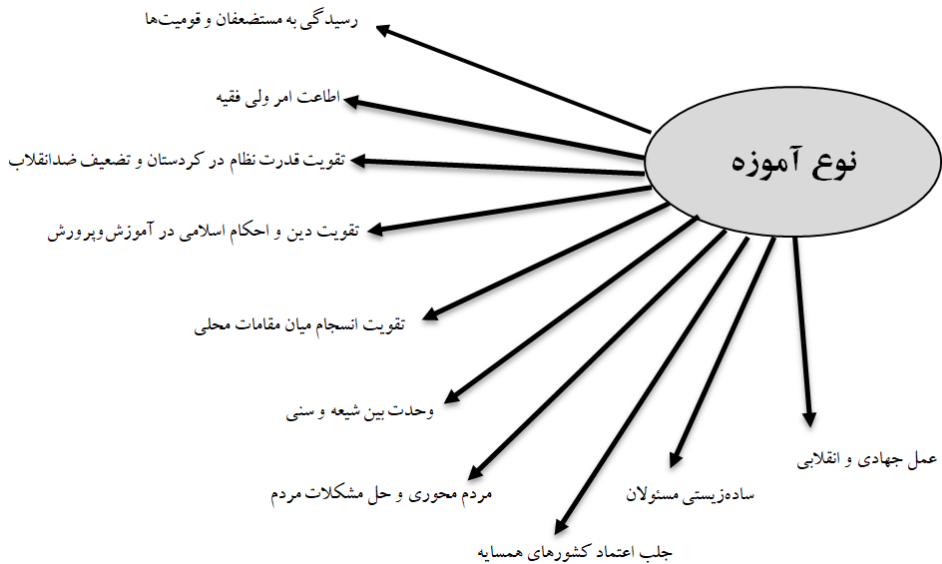 نوع آموزه
رسیدگی به مستضعفان و قومیت‌ها
اطاعت امر ولی فقیه
تقویت قدرت نظام در کردستان و تضعیف ضدانقلاب
تقویت دین و احکام اسلامی در آموزش‌وپرورش
تقویت انسجام میان مقامات محلی
وحدت بین شیعه و سنی
مردم محوری و حل مشکلات مردم
جلب اعتماد کشورهای همسایه
ساده‌زیستی مسئولان
عمل جهادی و انقلابی